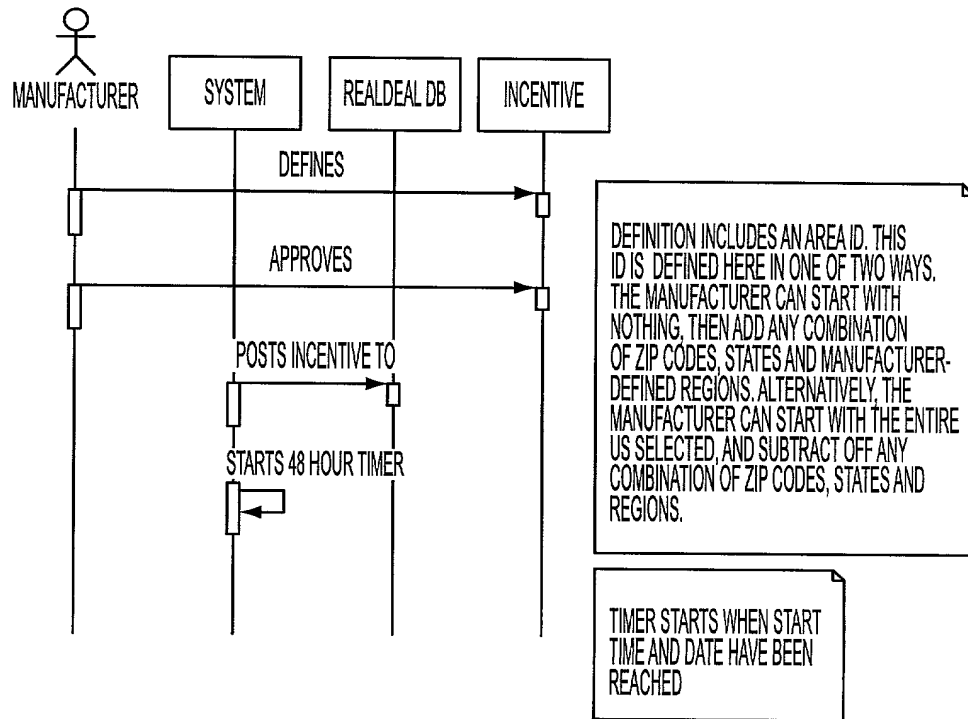 MANUFACTURER
SYSTEM
REALDEAL DB
INCENTIVE
DEFINES
APPROVES
POSTS INCENTIVE TO
STARTS 48 HOUR TIMER
DEFINITION INCLUDES AN AREA ID. THIS
ID IS DEFINED HERE IN ONE OF TWO WAYS.
THE MANUFACTURER CAN START WITH
NOTHING, THEN ADD ANY COMBINATION
OF ZIP CODES, STATES AND MANUFACTURER-
DEFINED REGIONS. ALTERNATIVELY, THE
MANUFACTURER CAN START WITH THE ENTIRE
US SELECTED, AND SUBTRACT OFF ANY
COMBINATION OF ZIP CODES, STATES AND
REGIONS.
TIMER STARTS WHEN START
TIME AND DATE HAVE BEEN
REACHED